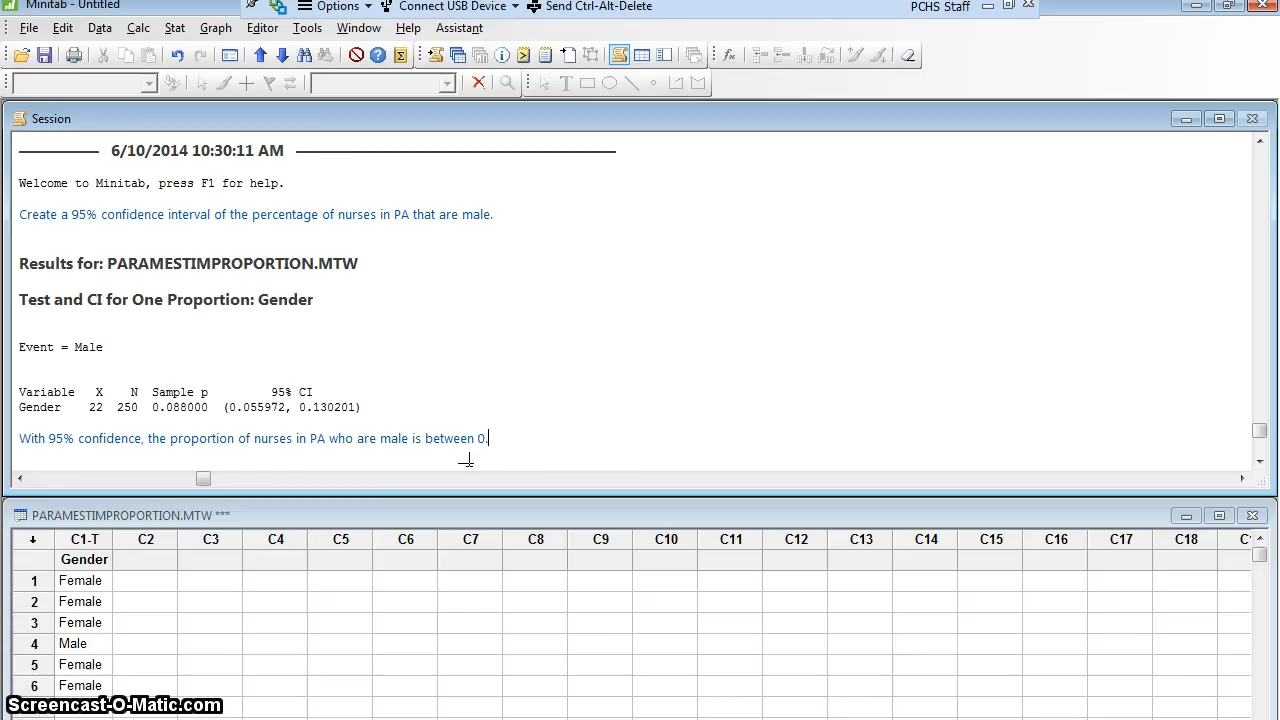 Minitab - Untitled
Options
Connect USB Device
Send Ctrl-Alt-Delete
PCHS Staff
File Edit Data Calc Stat Graph Editor Tools Window Help Assistant
Session
6/10/2014 10:30:11 AM
Welcome to Minitab, press F1 for help.
Create a 95% confidence interval of the percentage of nurses in PA that are male.
Results for: PARAMESTIMPROPORTION.MTW
Test and CI for One Proportion: Gender
Event = Male
Variable X N Sample p 95% CI
Gender 22 250 0.088000 (0.055972, 0.130201)
With 95% confidence, the proportion of nurses in PA who are male is between 0.
PARAMESTIMPROPORTION.MTW ***
C1-T C2 C3 C4 C5 C6 C7 C8 C9 C10 C11 C12 C13 C14 C15 C16 C17 C18
Gender
1 Female
2 Female
3 Female
4 Male
5 Female
6 Female
Screencast-O-Matic.com